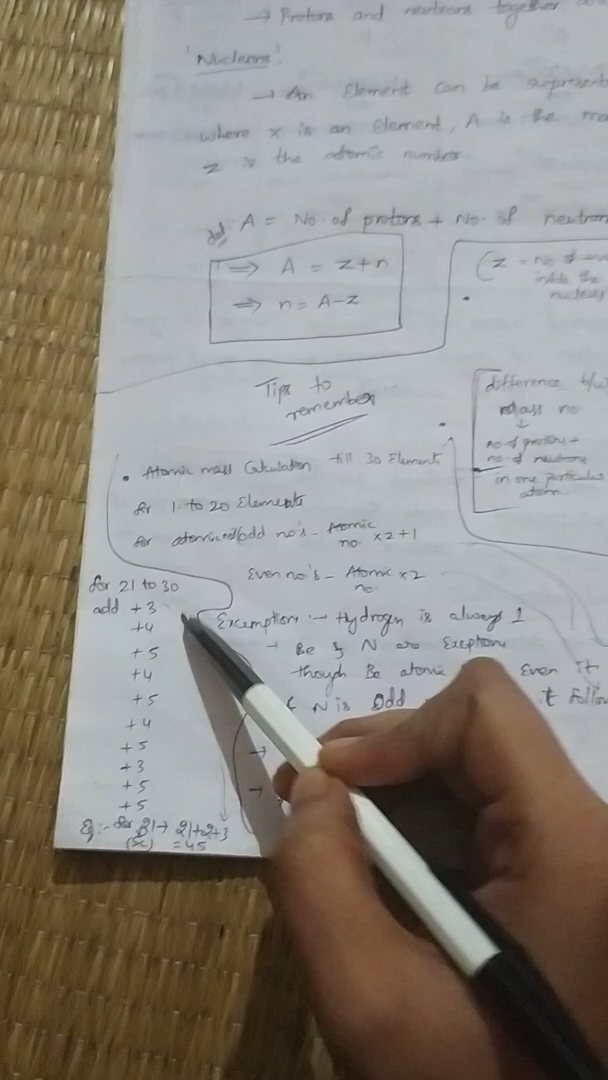 → Protons and neutrons together
'Nucleons'
→ An Element can be
where x is an element, A is the
z is the atomic number.
A = No of protons + No. of neutron
⇒ A = z+n
⇒ n = A-z
(z = no of
inside the
nucleus
Tips to
remember
difference b/w
Mass no
↓
no of protons +
no of neutrons
in one particular
atom.
• Atomic mass Calculation till 30 Elements
for 1 to 20 Elements
for odd no's - Atomic no. x2+1
Even no's - Atomic no. x2
for 21 to 30
add +3
+4
+5
+4
+5
+4
+5
+3
+5
+5
Eg:- for 21 → 21+2+3
(Sc) = 45
Exemption :→ Hydrogen is always 1
→ Be & N are
though Be atomic Even it
N is Odd t Follow
→
→